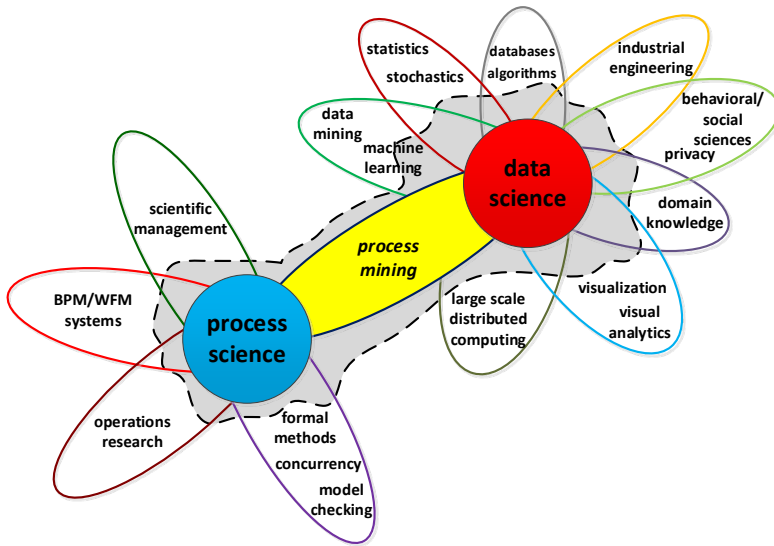 statistics
stochastics
databases
algorithms
industrial
engineering
behavioral/
social
sciences
privacy
data
mining
machine
learning
data
science
domain
knowledge
scientific
management
process
mining
BPM/WFM
systems
process
science
large scale
distributed
computing
visualization
visual
analytics
operations
research
formal
methods
concurrency
model
checking